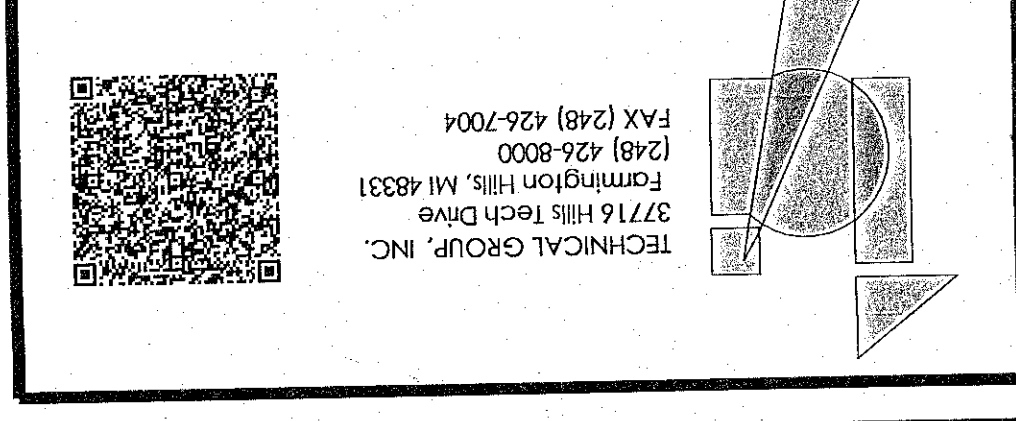 TECHNICAL GROUP, INC.
37716 Hills Tech Drive
Farmington Hills, MI 48331
(248) 426-8000
FAX (248) 426-7004